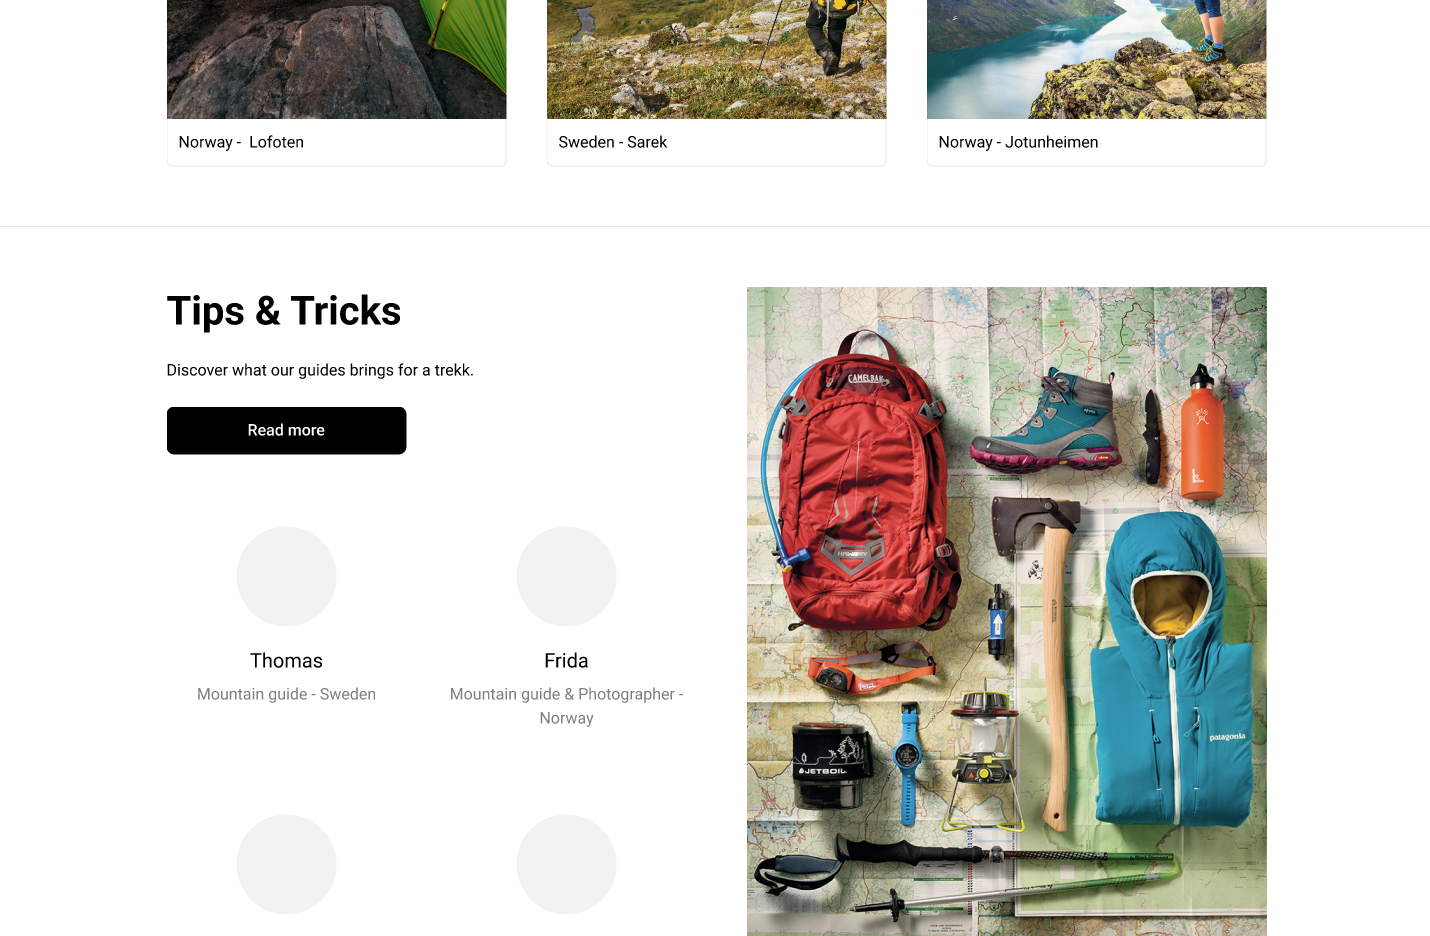 Norway -  Lofoten
Sweden - Sarek
Norway - Jotunheimen
Tips & Tricks
Discover what our guides brings for a trekk.
Read more
Thomas
Mountain guide - Sweden
Frida
Mountain guide & Photographer -
Norway
CAMELBAK
PETZL
JETBOIL
patagonia